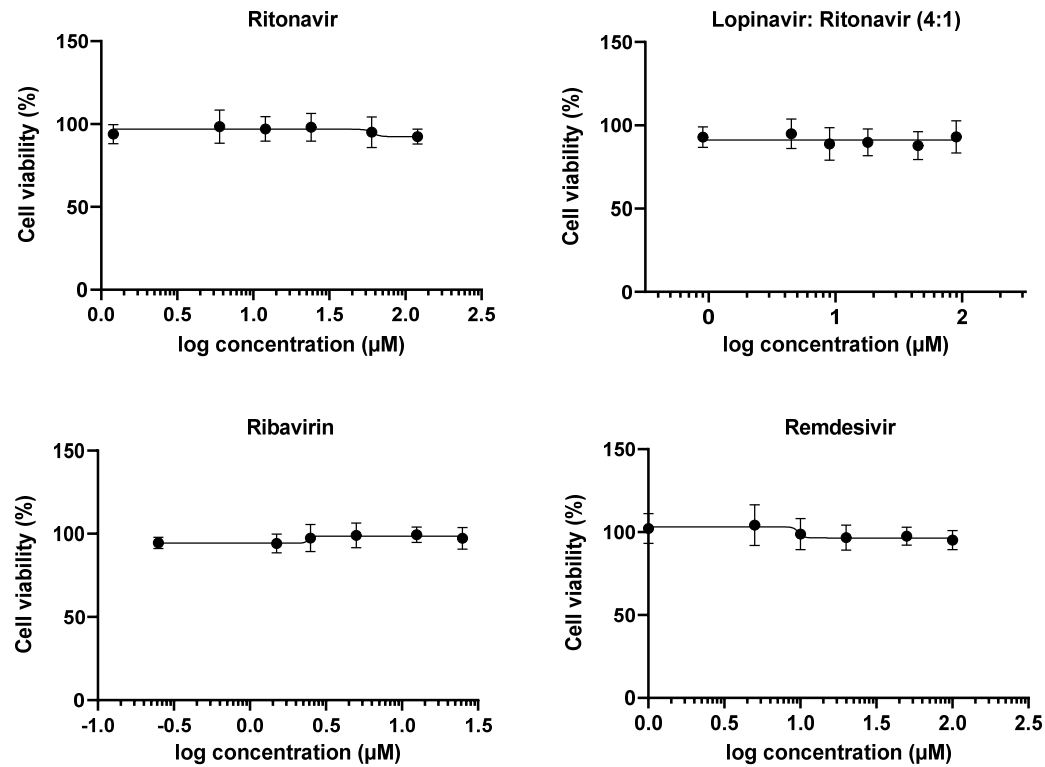 Ritonavir
Cell viability (%)
150
100
50
0
0.0 0.5 1.0 1.5 2.0 2.5
log concentration (µM)
Lopinavir: Ritonavir (4:1)
Cell viability (%)
150
100
50
0
0 1 2
log concentration (µM)
Ribavirin
Cell viability (%)
150
100
50
0
-1.0 -0.5 0.0 0.5 1.0 1.5
log concentration (µM)
Remdesivir
Cell viability (%)
150
100
50
0
0.0 0.5 1.0 1.5 2.0 2.5
log concentration (µM)